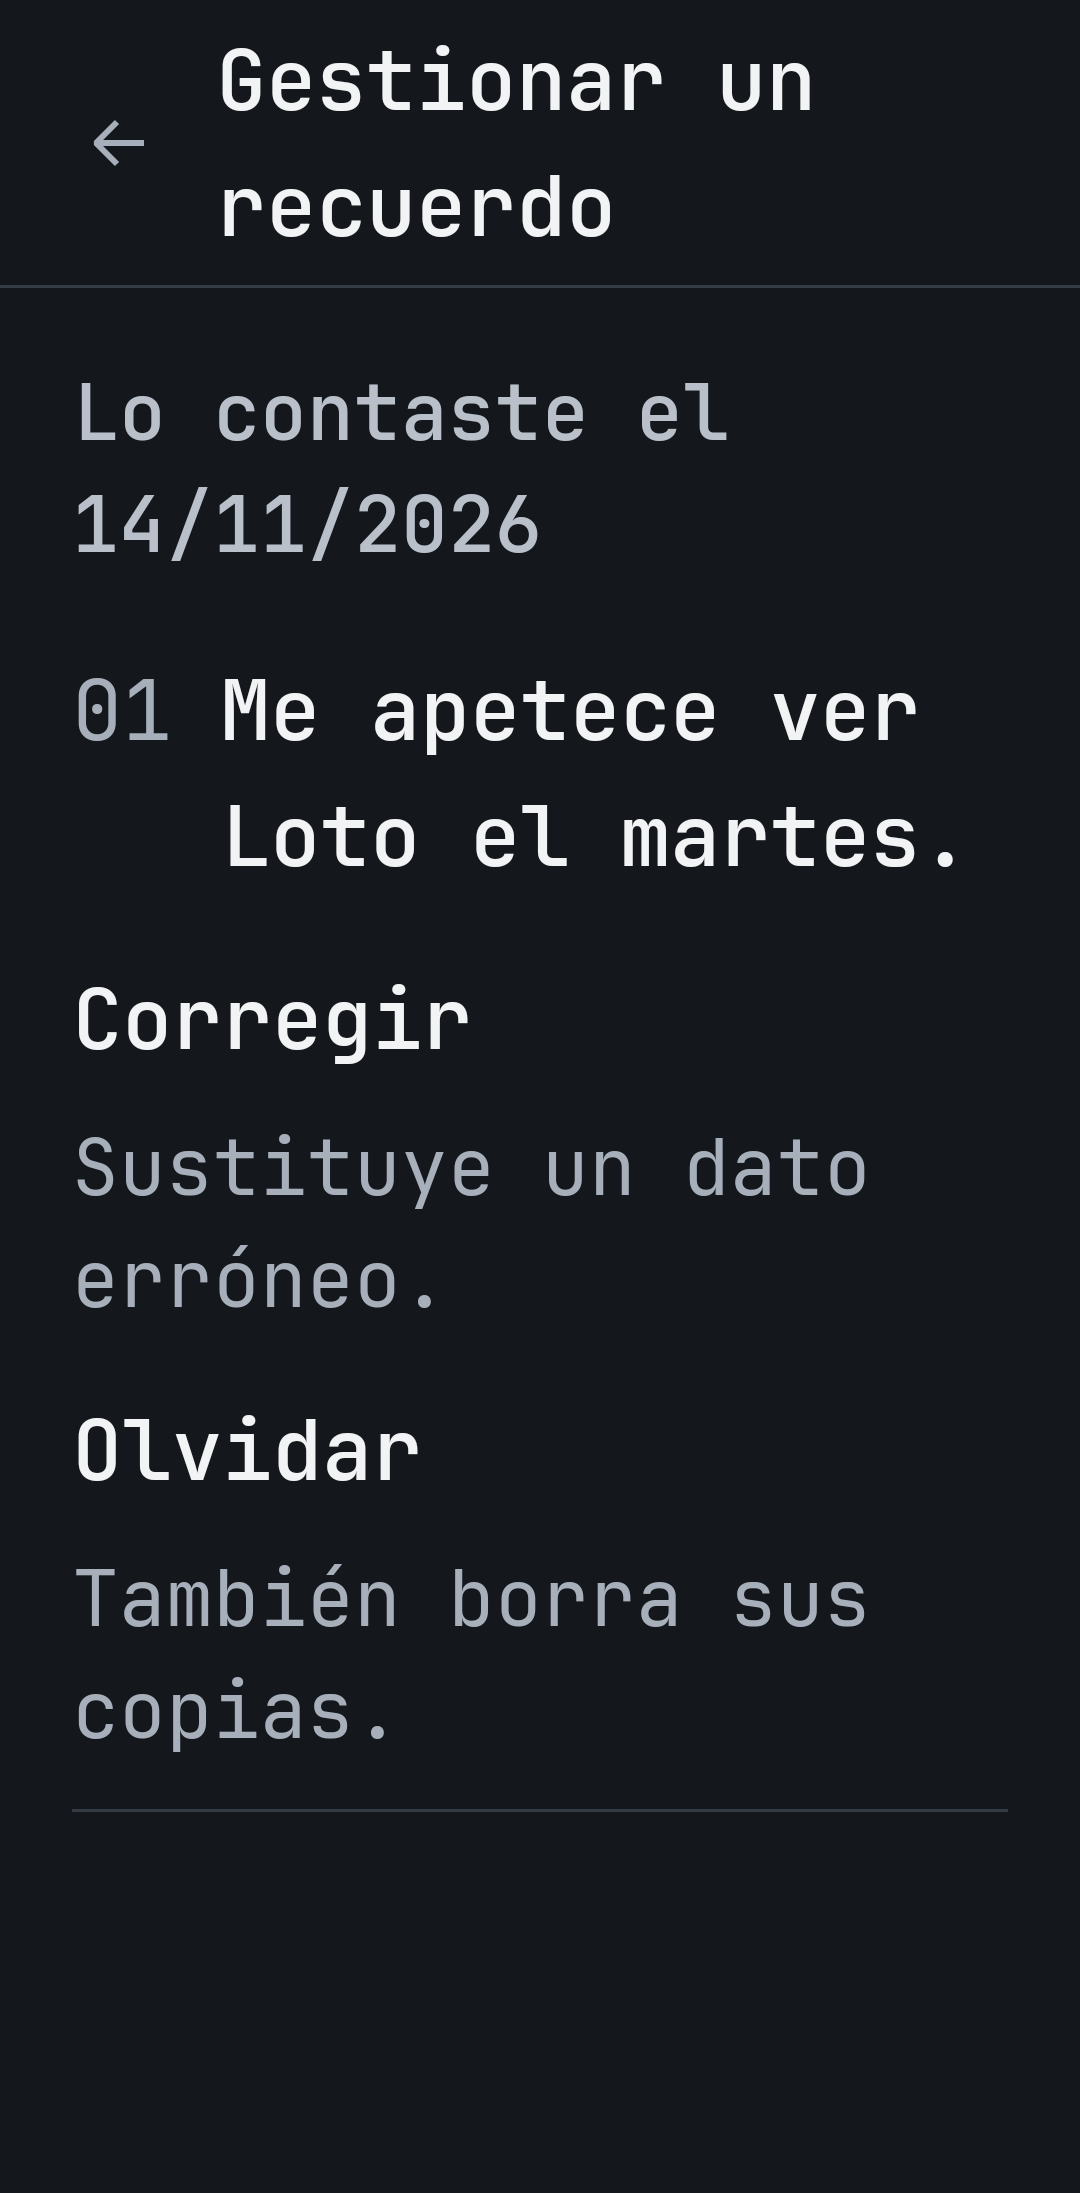 Gestionar un
recuerdo
Lo contaste el
14/11/2026
01 Me apetece ver
Loto el martes.
Corregir
Sustituye un dato
erróneo.
Olvidar
También borra sus
copias.